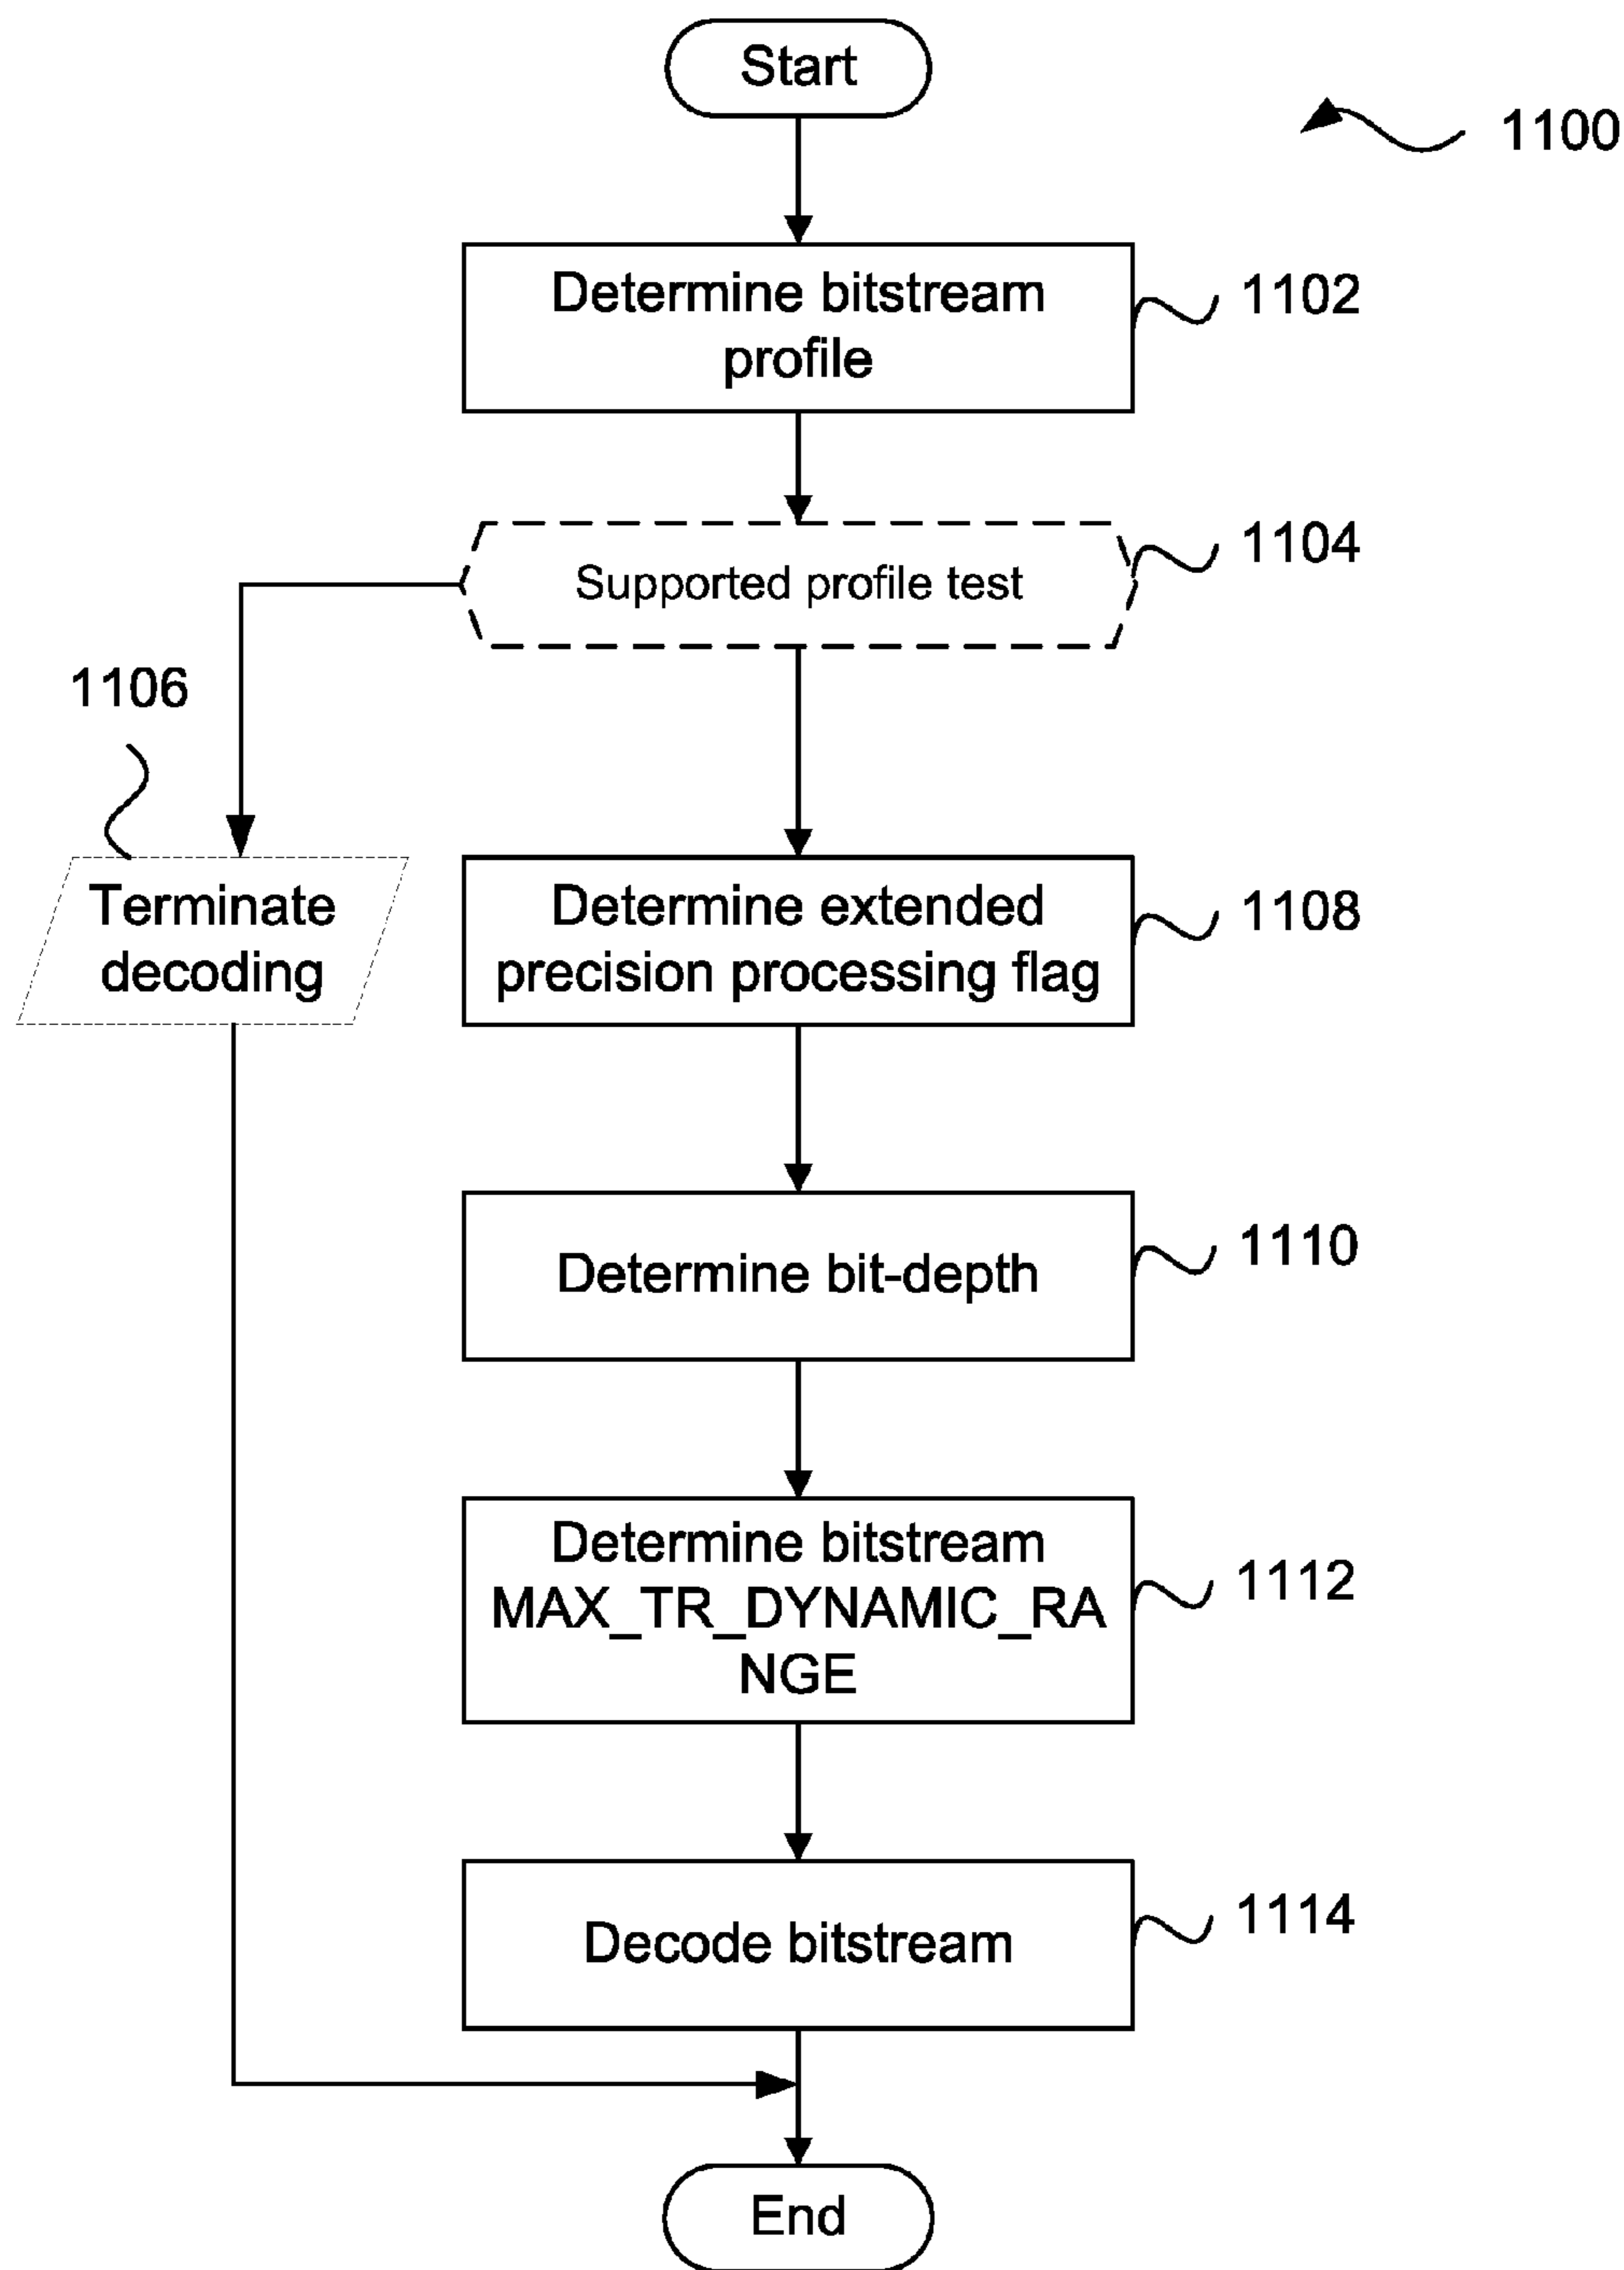 Start
1100
Determine bitstream
profile
1102
Supported profile test
1104
1106
Terminate
decoding
Determine extended
precision processing flag
1108
Determine bit-depth
1110
Determine bitstream
MAX_TR_DYNAMIC_RA
NGE
1112
Decode bitstream
1114
End